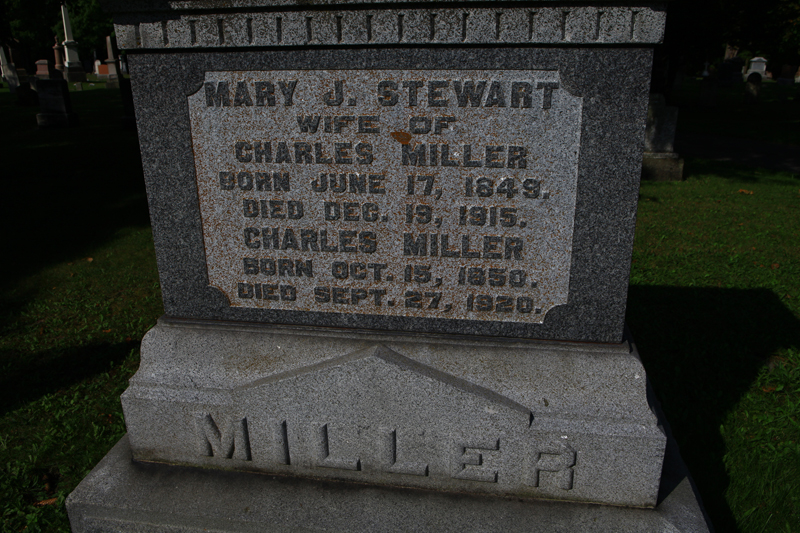 MARY J. STEWART
WIFE OF
CHARLES MILLER
BORN JUNE 17, 1849.
DIED DEC. 19, 1915.
CHARLES MILLER
BORN OCT. 15, 1850.
DIED SEPT. 27, 1920.
MILLER